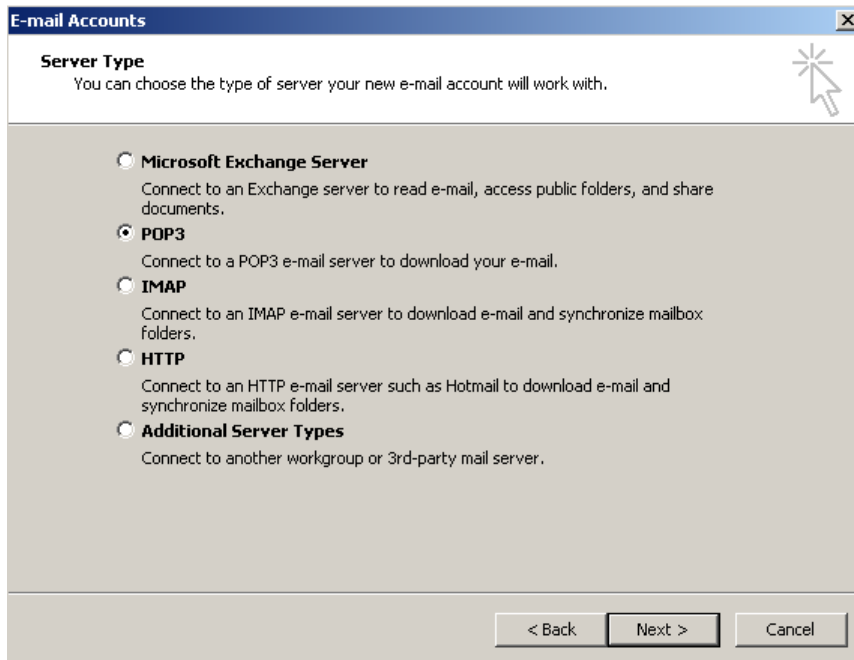 E-mail Accounts
Server Type
You can choose the type of server your new e-mail account will work with.
Microsoft Exchange Server
Connect to an Exchange server to read e-mail, access public folders, and share
documents.
POP3
Connect to a POP3 e-mail server to download your e-mail.
IMAP
Connect to an IMAP e-mail server to download e-mail and synchronize mailbox
folders.
HTTP
Connect to an HTTP e-mail server such as Hotmail to download e-mail and
synchronize mailbox folders.
Additional Server Types
Connect to another workgroup or 3rd-party mail server.
< Back Next > Cancel